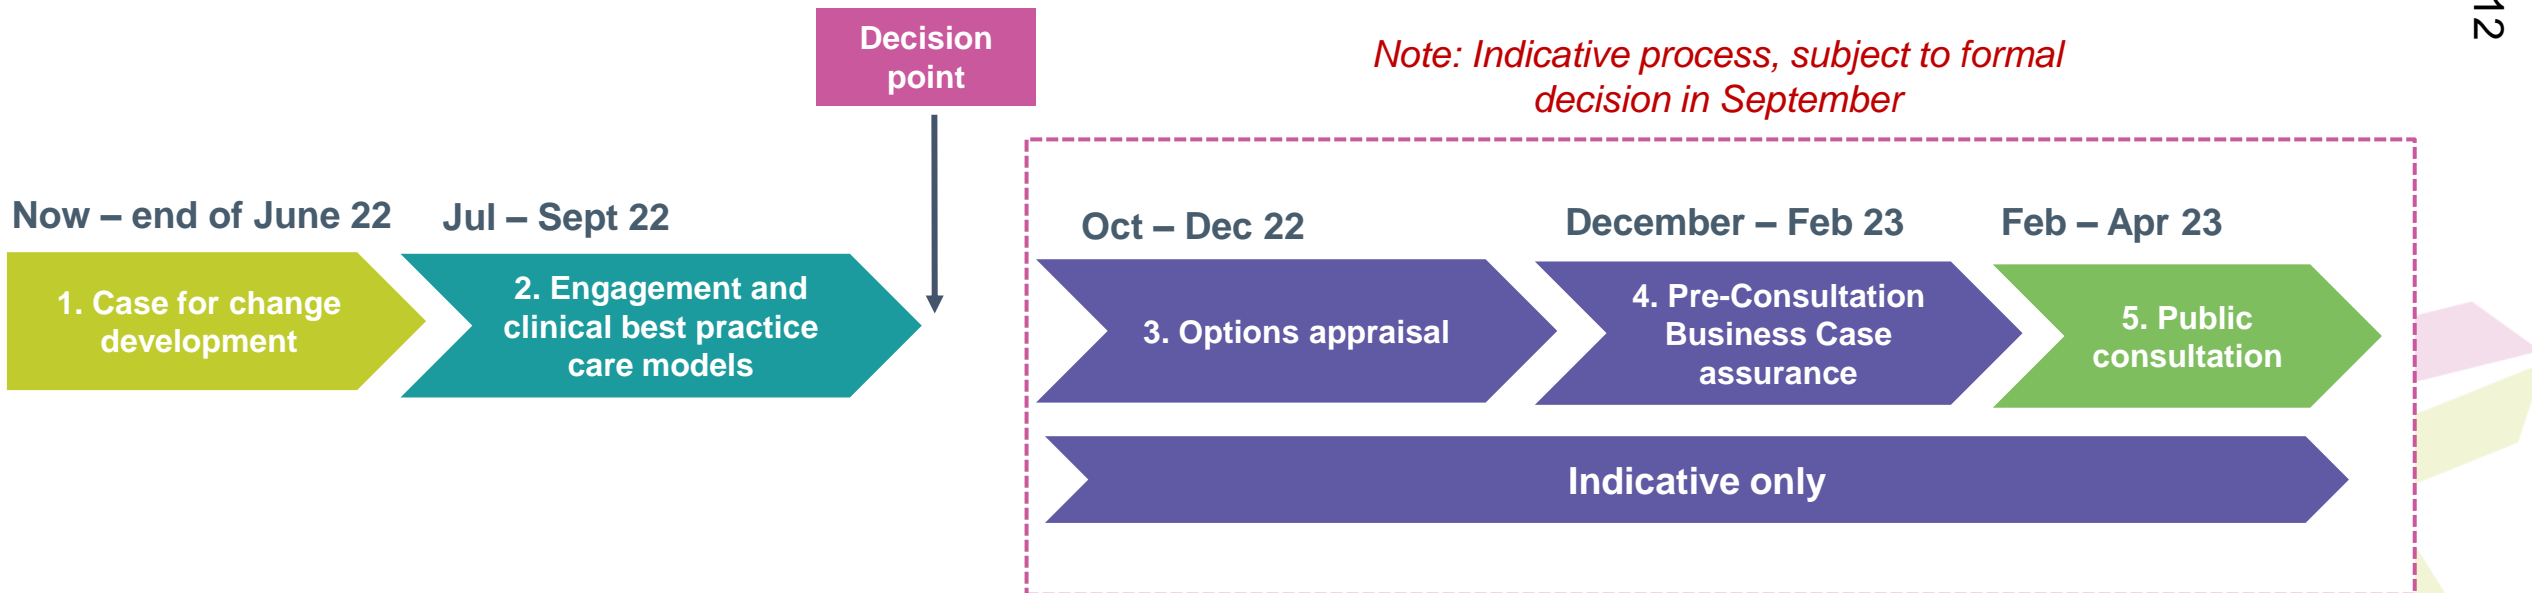 12
Decision
point
Note: Indicative process, subject to formal
decision in September
Now – end of June 22
Jul – Sept 22
Oct – Dec 22
December – Feb 23
Feb – Apr 23
1. Case for change
development
2. Engagement and
clinical best practice
care models
3. Options appraisal
4. Pre-Consultation
Business Case
assurance
5. Public
consultation
Indicative only